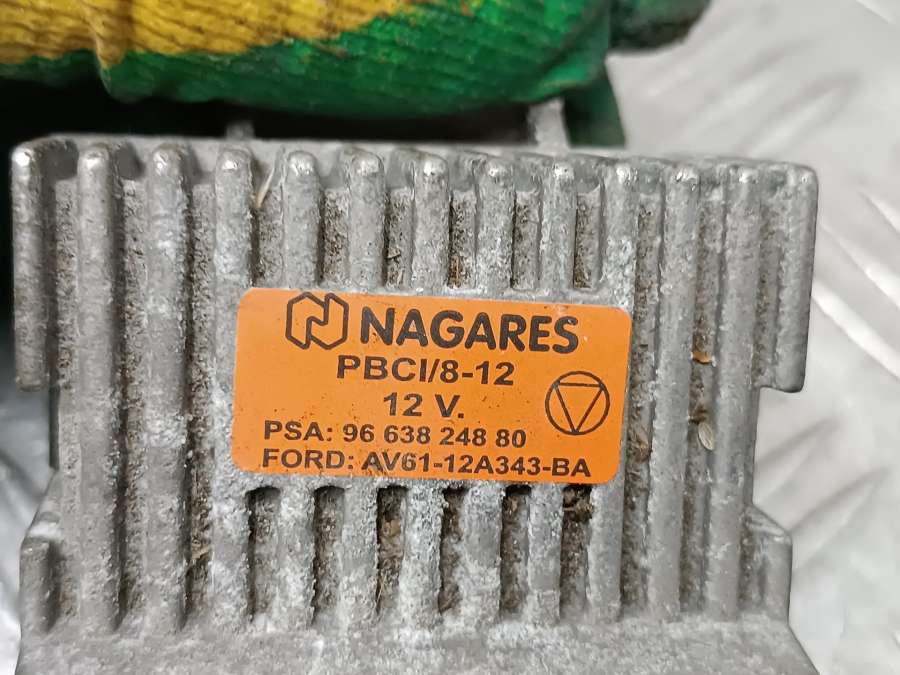 NAGARES
PBCI/8-12
12 V.
PSA: 96 638 248 80
FORD: AV61-12A343-BA